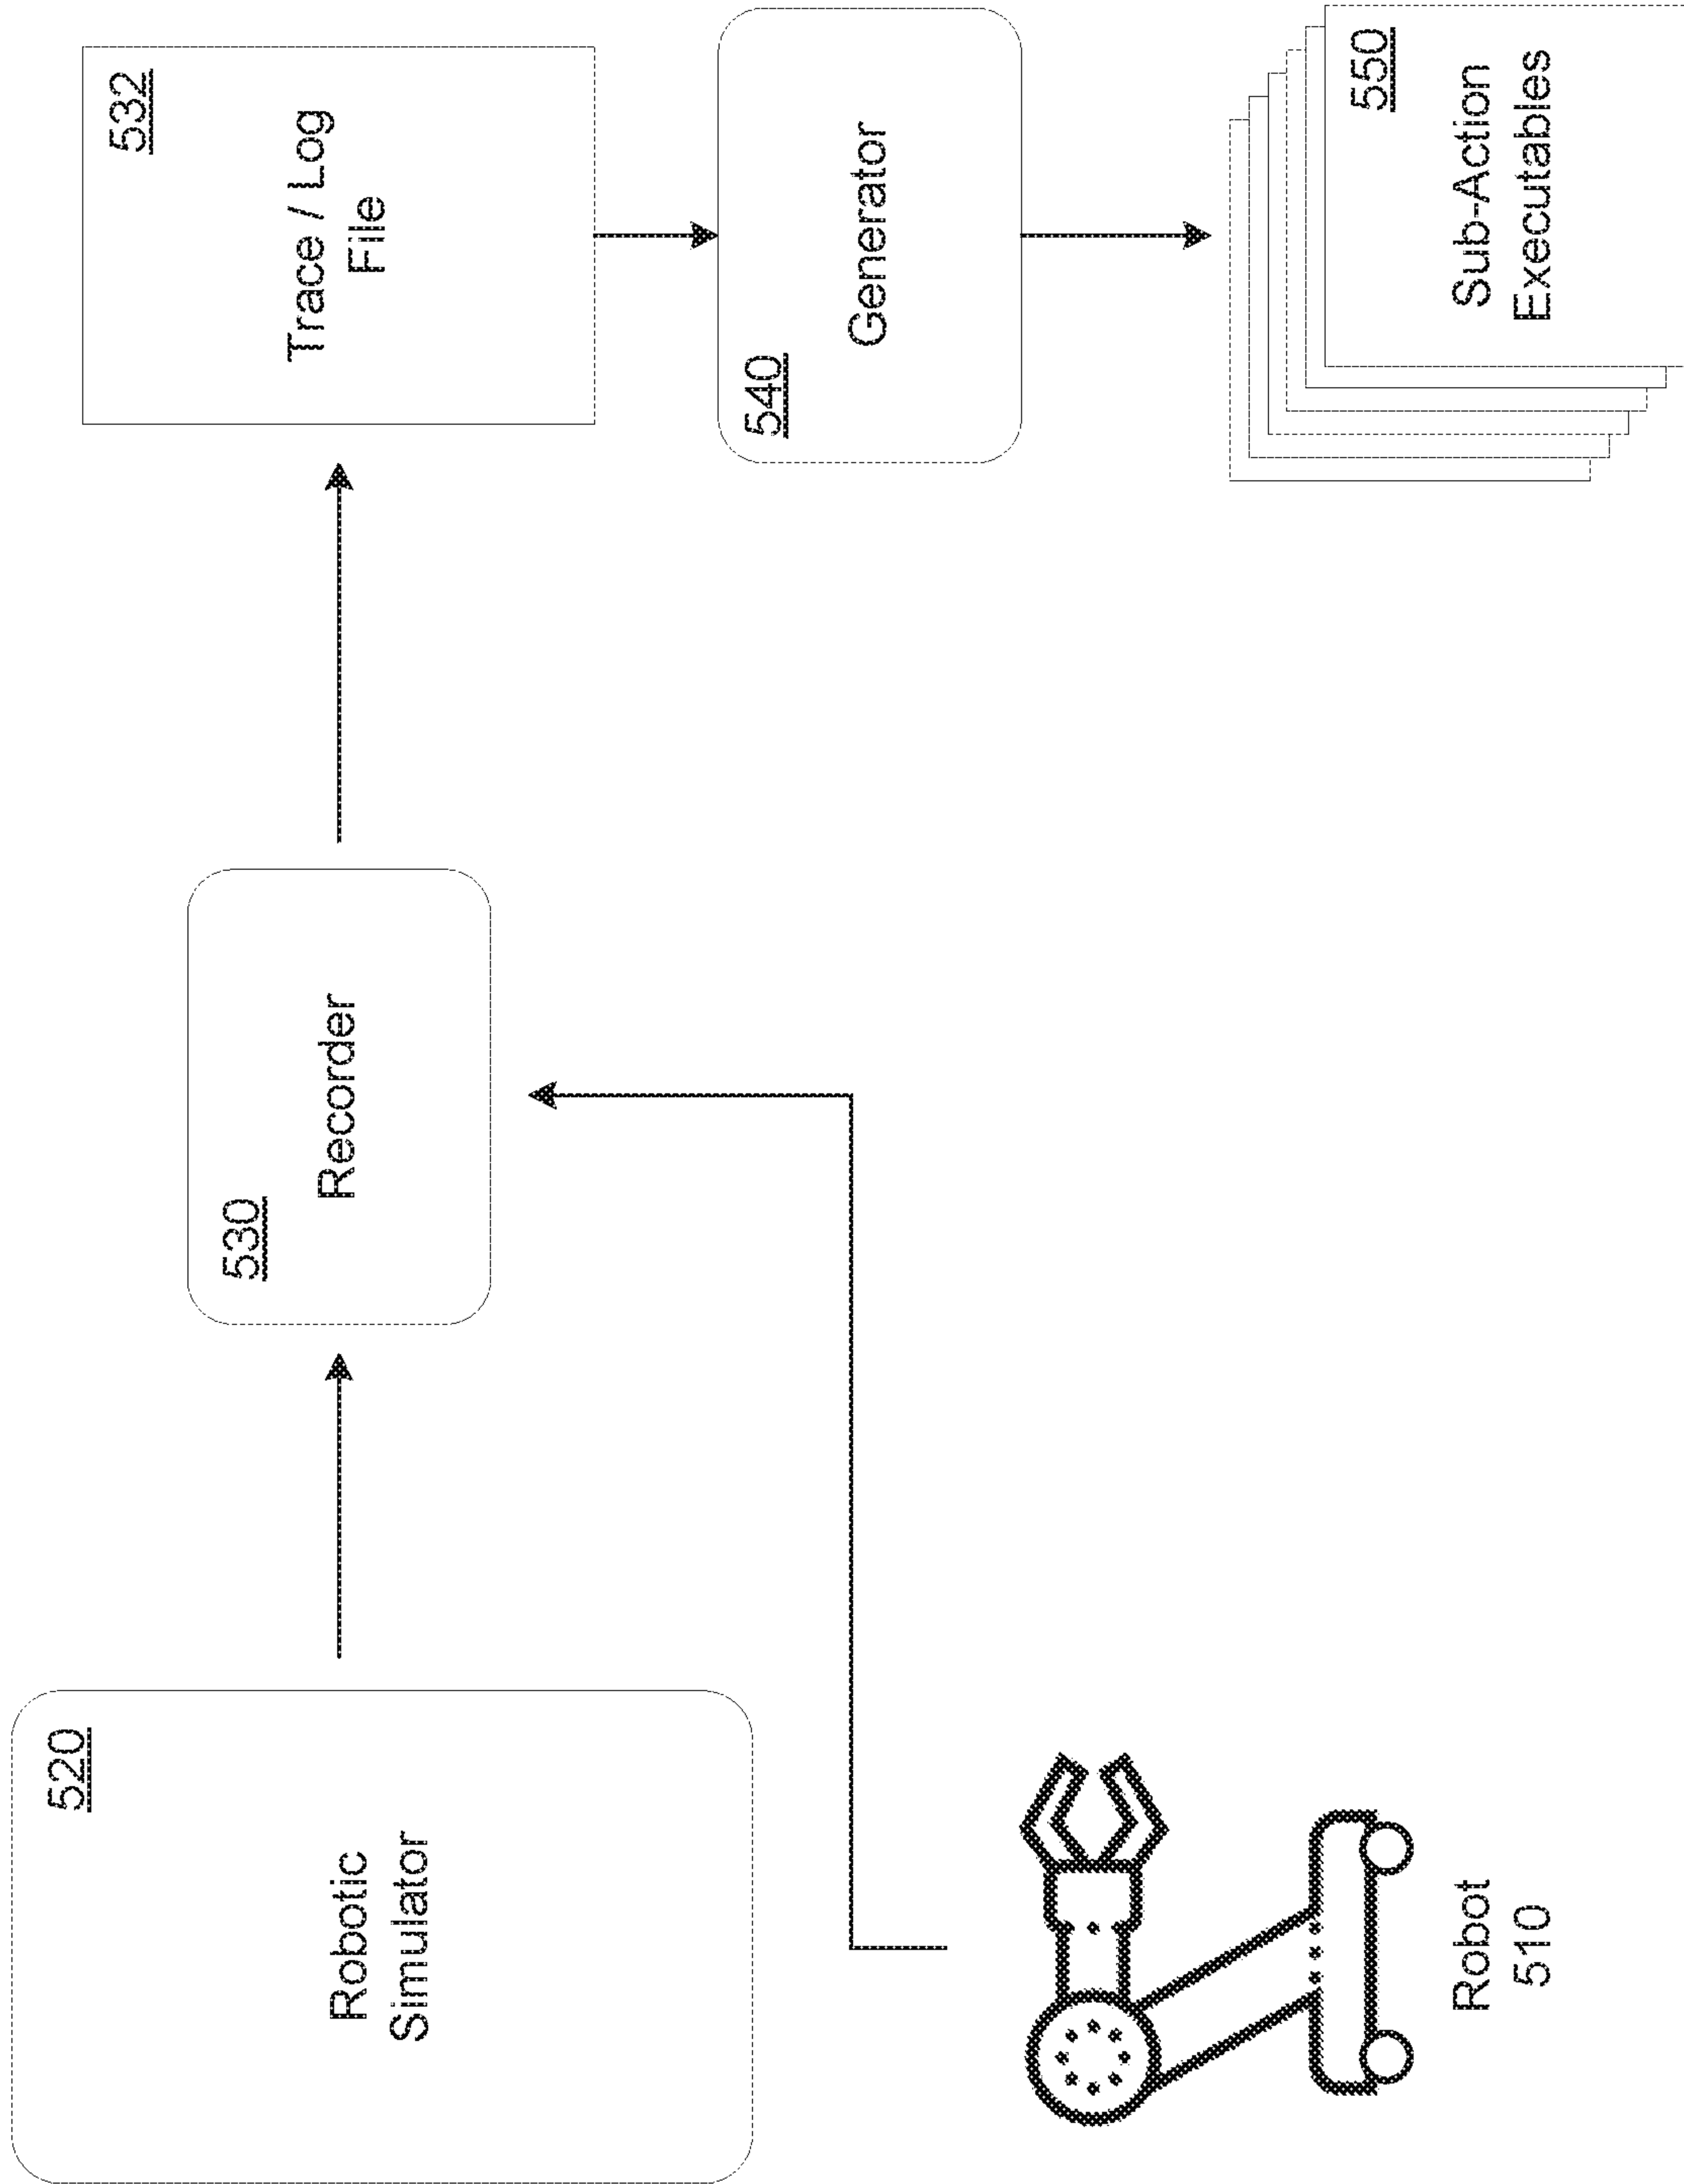 520
Robotic
Simulator
530
Recorder
532
Trace / Log
File
540
Generator
550
Sub-Action
Executables
Robot
510